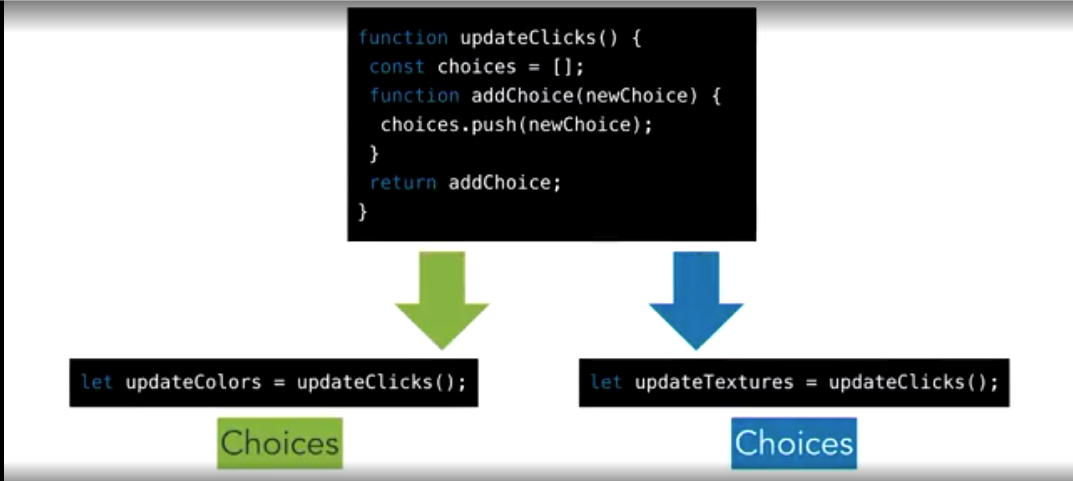 function updateClicks() {
 const choices = [];
 function addChoice(newChoice) {
  choices.push(newChoice);
 }
 return addChoice;
}
let updateColors = updateClicks();
let updateTextures = updateClicks();
Choices
Choices